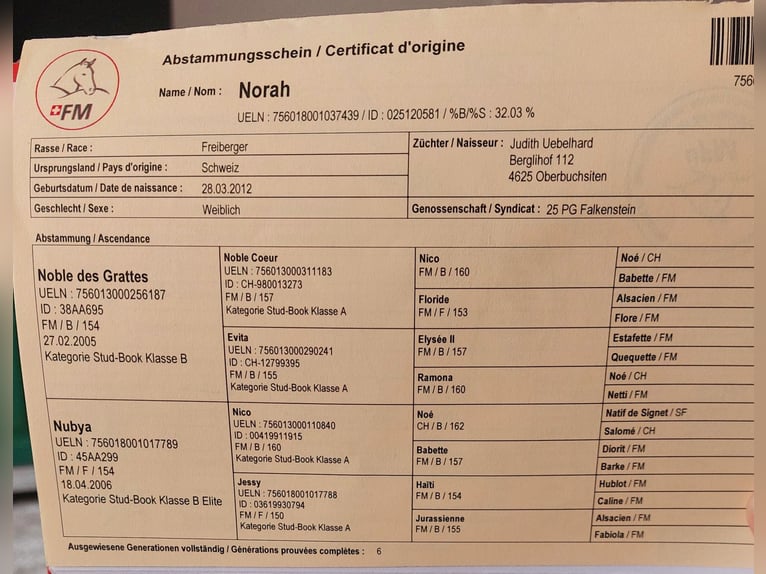 Abstammungsschein / Certificat d'origine
FM
Name / Nom : Norah
UELN : 756018001037439 / ID : 025120581 / %B/%S : 32.03 %
756
Rasse / Race : Freiberger
Ursprungsland / Pays d'origine : Schweiz
Geburtsdatum / Date de naissance : 28.03.2012
Geschlecht / Sexe : Weiblich
Züchter / Naisseur : Judith Uebelhard
Berglihof 112
4625 Oberbuchsiten
Genossenschaft / Syndicat : 25 PG Falkenstein
Abstammung / Ascendance
Noble des Grattes
UELN : 756013000256187
ID : 38AA695
FM / B / 154
27.02.2005
Kategorie Stud-Book Klasse B
Nubya
UELN : 756018001017789
ID : 45AA299
FM / F / 154
18.04.2006
Kategorie Stud-Book Klasse B Elite
Noble Coeur
UELN : 756013000311183
ID : CH-980013273
FM / B / 157
Kategorie Stud-Book Klasse A
Evita
UELN : 756013000290241
ID : CH-12799395
FM / B / 155
Kategorie Stud-Book Klasse A
Nico
UELN : 756013000110840
ID : 00419911915
FM / B / 160
Kategorie Stud-Book Klasse A
Jessy
UELN : 756018001017788
ID : 03619930794
FM / F / 150
Kategorie Stud-Book Klasse A
Nico
FM / B / 160
Floride
FM / F / 153
Elysée II
FM / B / 157
Ramona
FM / B / 160
Noé
CH / B / 162
Babette
FM / B / 157
Haïti
FM / B / 154
Jurassienne
FM / B / 155
Noé / CH
Babette / FM
Alsacien / FM
Flore / FM
Estafette / FM
Quequette / FM
Noé / CH
Netti / FM
Natif de Signet / SF
Salomé / CH
Diorit / FM
Barke / FM
Hublot / FM
Caline / FM
Alsacien / FM
Fabiola / FM
Ausgewiesene Generationen vollständig / Générations prouvées complètes : 6